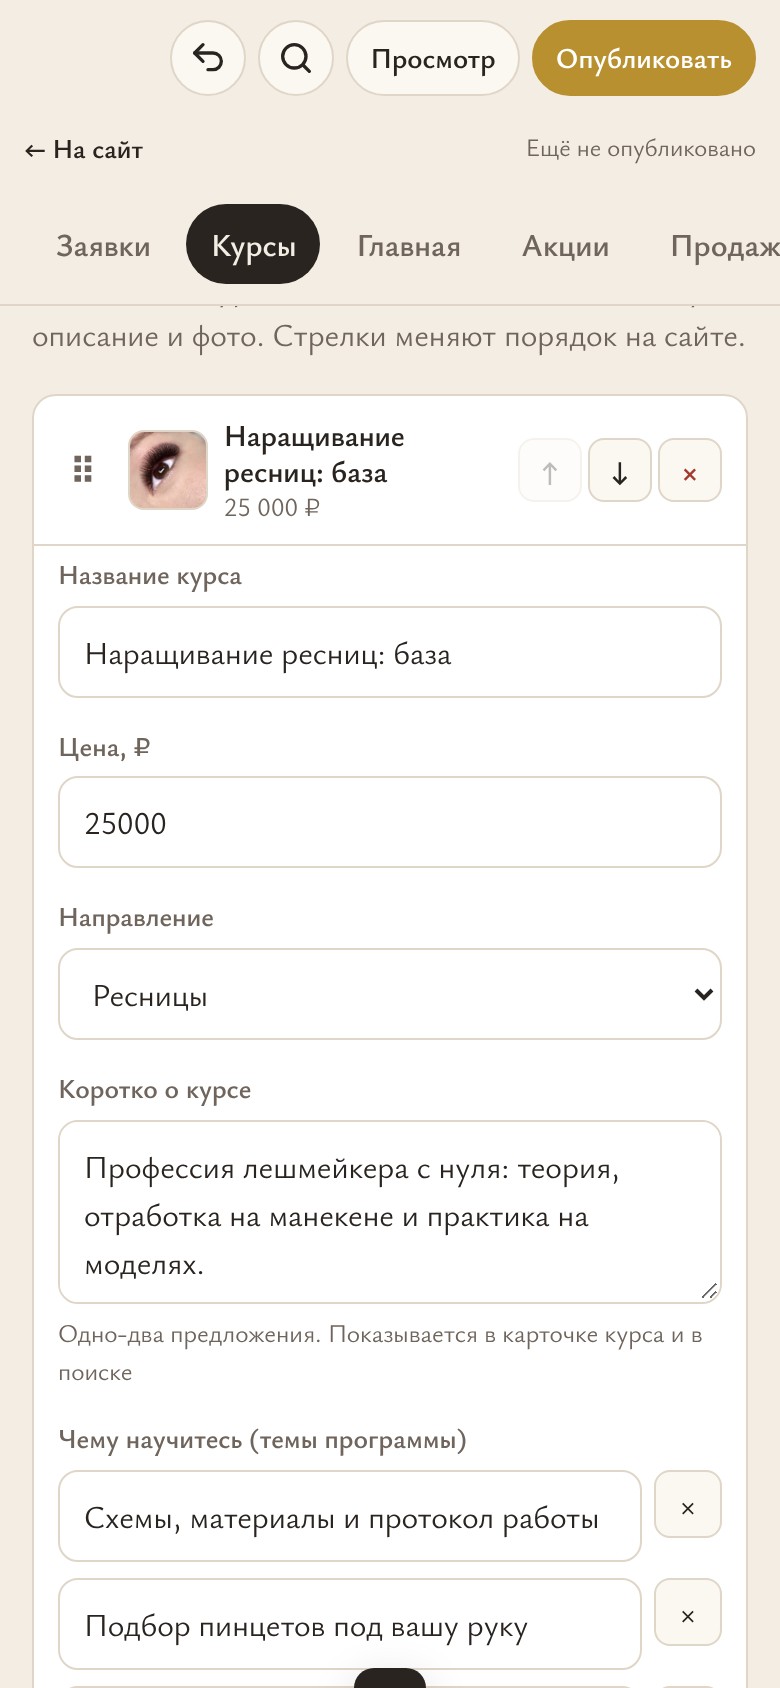 Просмотр
Опубликовать
← На сайт
Ещё не опубликовано
Заявки
Курсы
Главная
Акции
Продаж
описание и фото. Стрелки меняют порядок на сайте.
Наращивание
ресниц: база
25 000 ₽
↑
↓
×
Название курса
Наращивание ресниц: база
Цена, ₽
25000
Направление
Ресницы
Коротко о курсе
Профессия лешмейкера с нуля: теория,
отработка на манекене и практика на
моделях.
Одно-два предложения. Показывается в карточке курса и в
поиске
Чему научитесь (темы программы)
Схемы, материалы и протокол работы
×
Подбор пинцетов под вашу руку
×